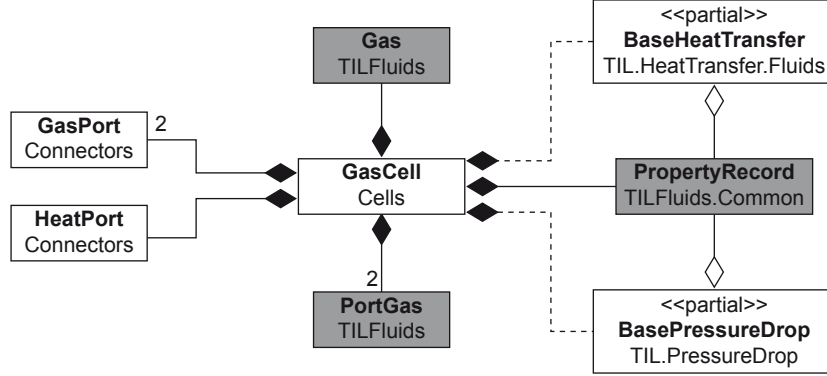 <<partial>>
BaseHeatTransfer
TIL.HeatTransfer.Fluids
Gas
TILFluids
GasPort
Connectors
2
GasCell
Cells
PropertyRecord
TILFluids.Common
HeatPort
Connectors
2
PortGas
TILFluids
<<partial>>
BasePressureDrop
TIL.PressureDrop